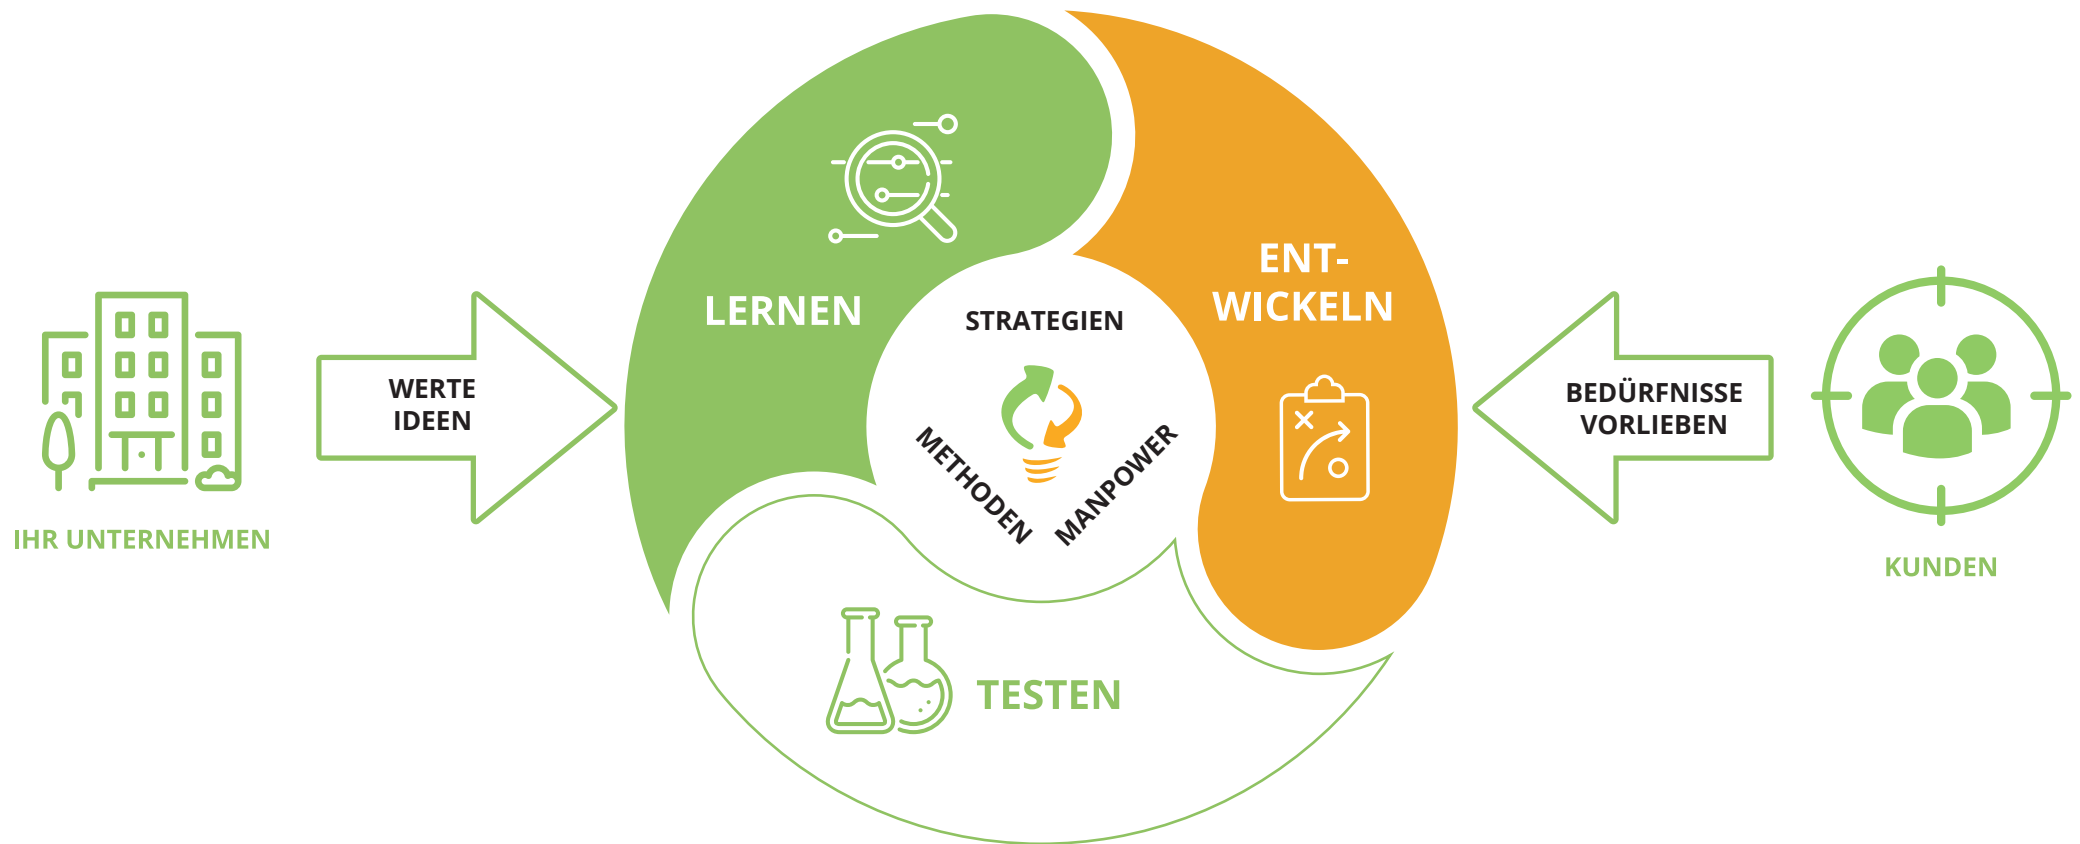 LERNEN
ENT-
WICKELN
STRATEGIEN
METHODEN
MANPOWER
WERTE
IDEEN
BEDÜRFNISSE
VORLIEBEN
IHR UNTERNEHMEN
KUNDEN
TESTEN